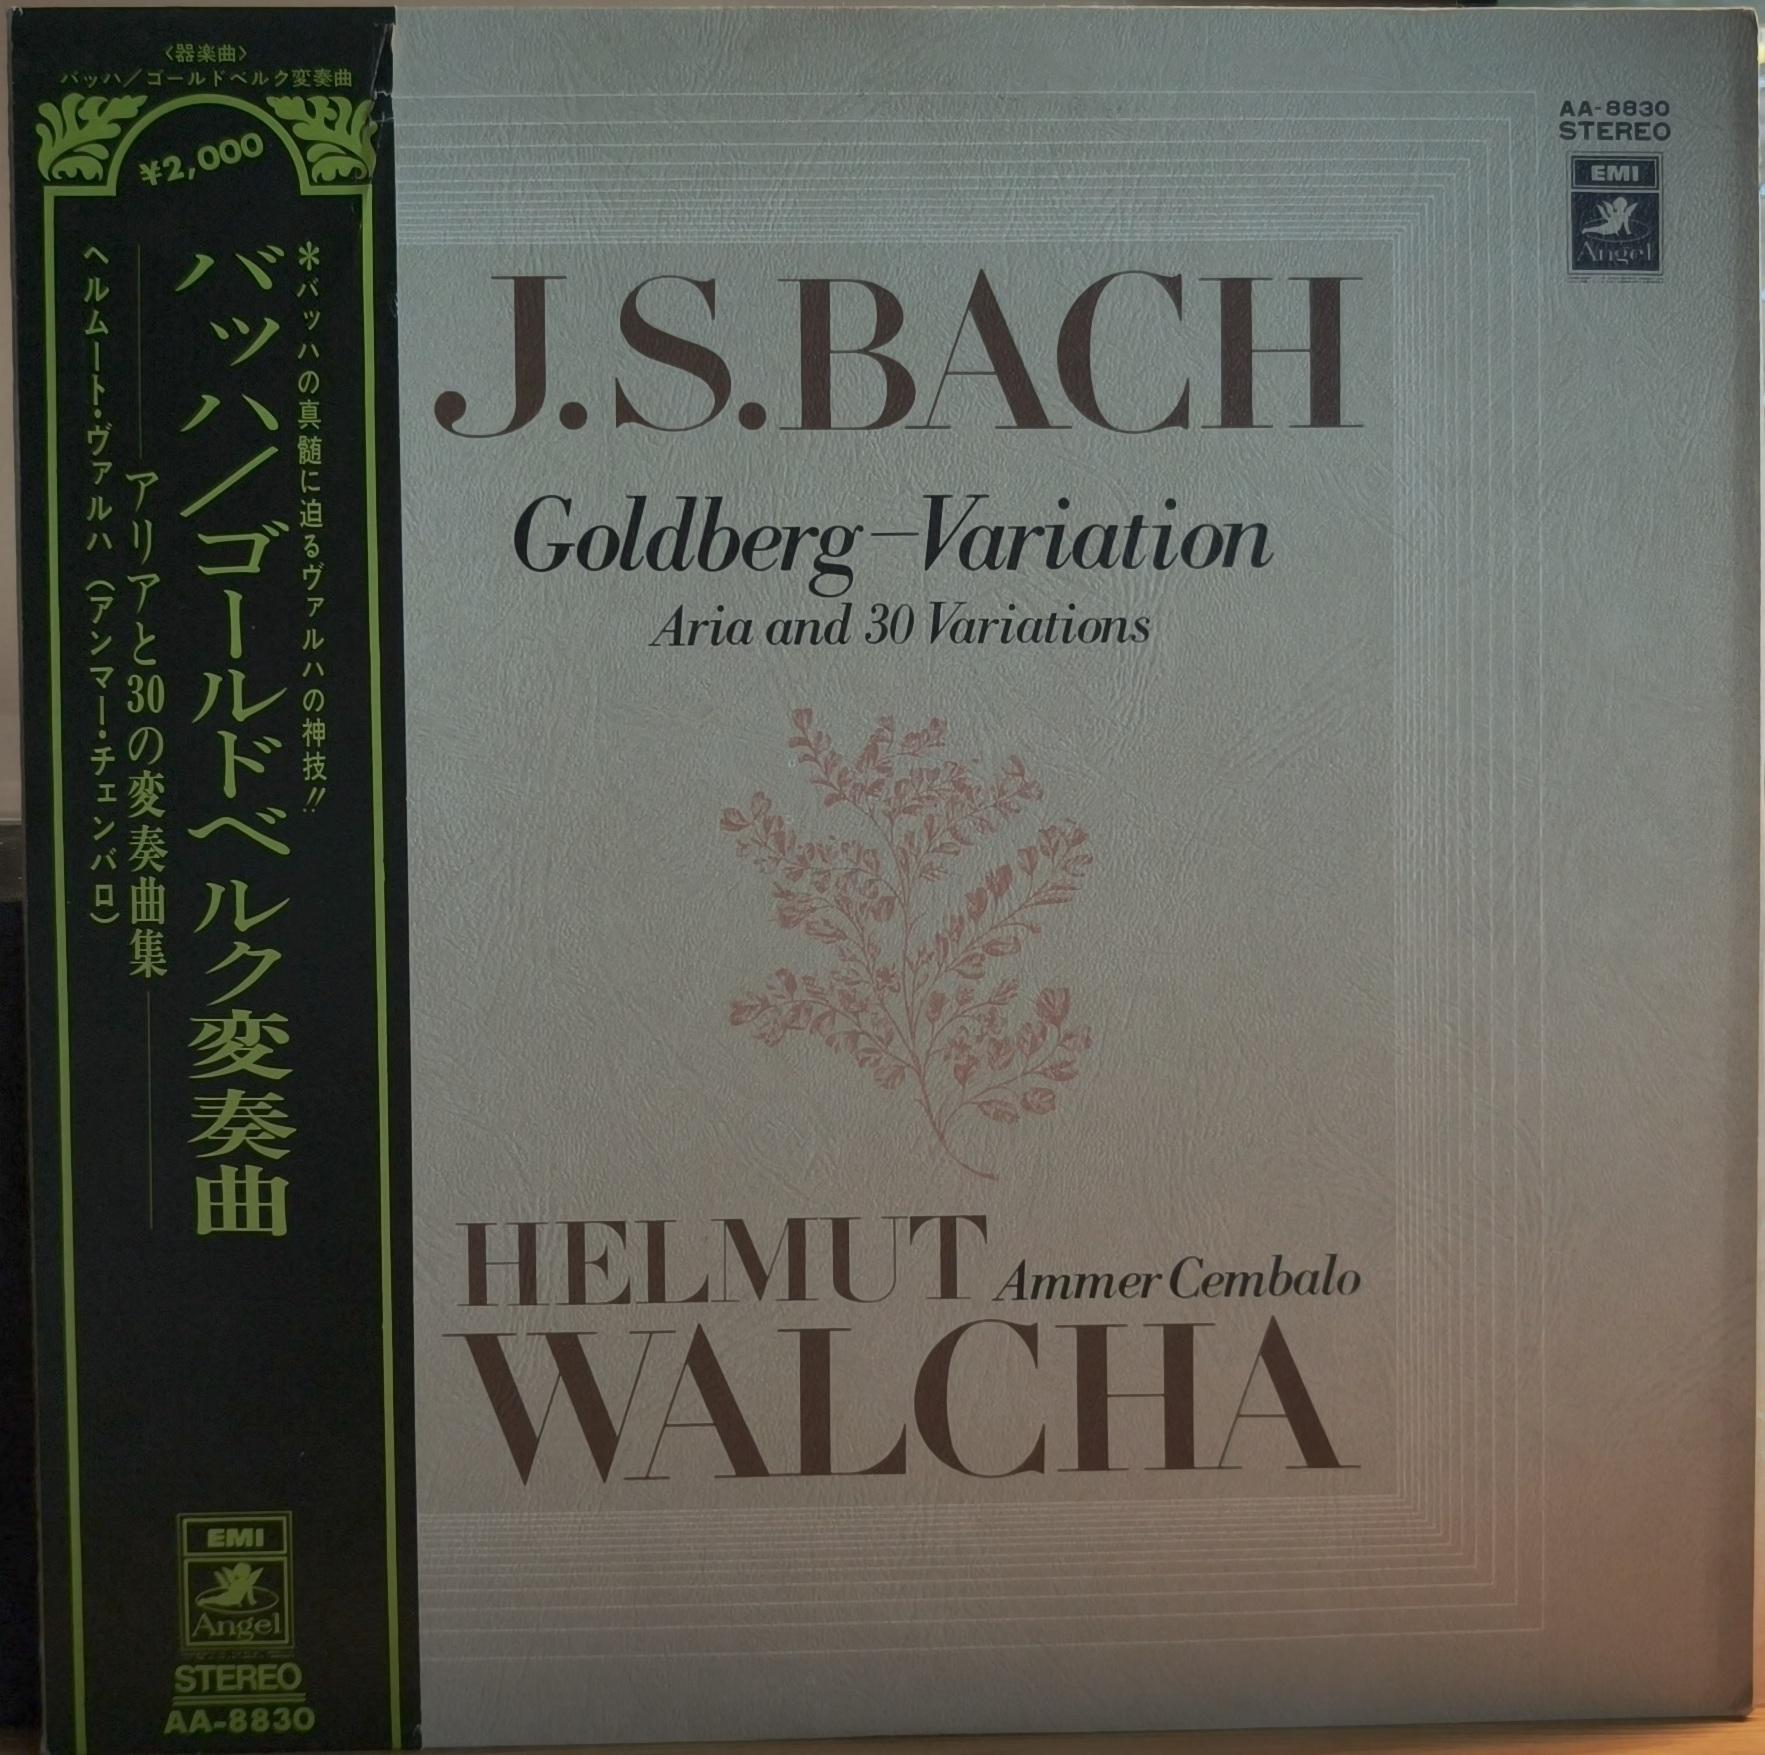 〈器楽曲〉
バッハ/ゴールドベルク変奏曲
¥2,000
*バッハの真髄に迫るヴァルハの神技!!
バッハ/ゴールドベルク変奏曲
アリアと30の変奏曲集
ヘルムート・ヴァルハ(アンマー・チェンバロ)
EMI
Angel
STEREO
AA-8830
AA-8830
STEREO
EMI
Angel
J.S.BACH
Goldberg—Variation
Aria and 30 Variations
HELMUT Ammer Cembalo
WALCHA